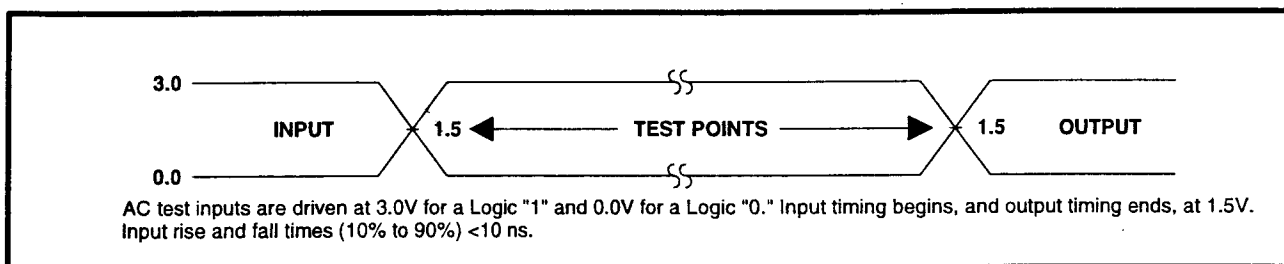 3.0
INPUT 1.5 TEST POINTS 1.5 OUTPUT
0.0
AC test inputs are driven at 3.0V for a Logic "1" and 0.0V for a Logic "0." Input timing begins, and output timing ends, at 1.5V.
Input rise and fall times (10% to 90%) <10 ns.